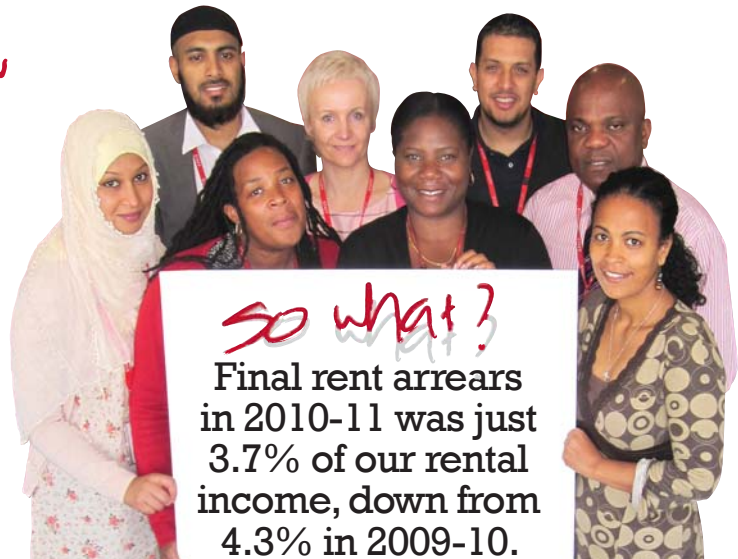 so what?
Final rent arrears
in 2010-11 was just
3.7% of our rental
income, down from
4.3% in 2009-10.